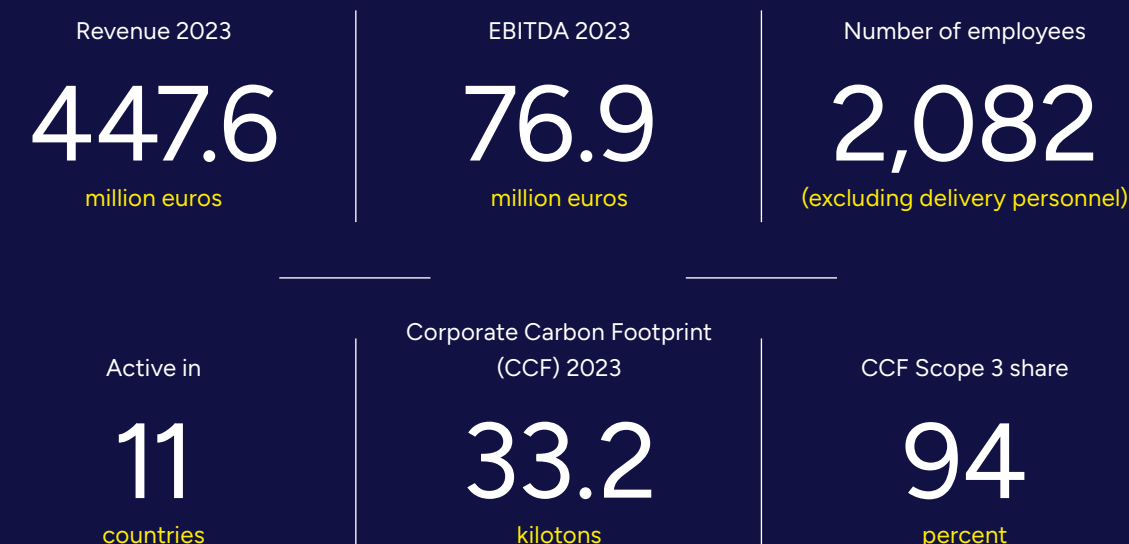 Revenue 2023
447.6
million euros
EBITDA 2023
76.9
million euros
Number of employees
2,082
(excluding delivery personnel)
Active in
11
countries
Corporate Carbon Footprint
(CCF) 2023
33.2
kilotons
CCF Scope 3 share
94
percent